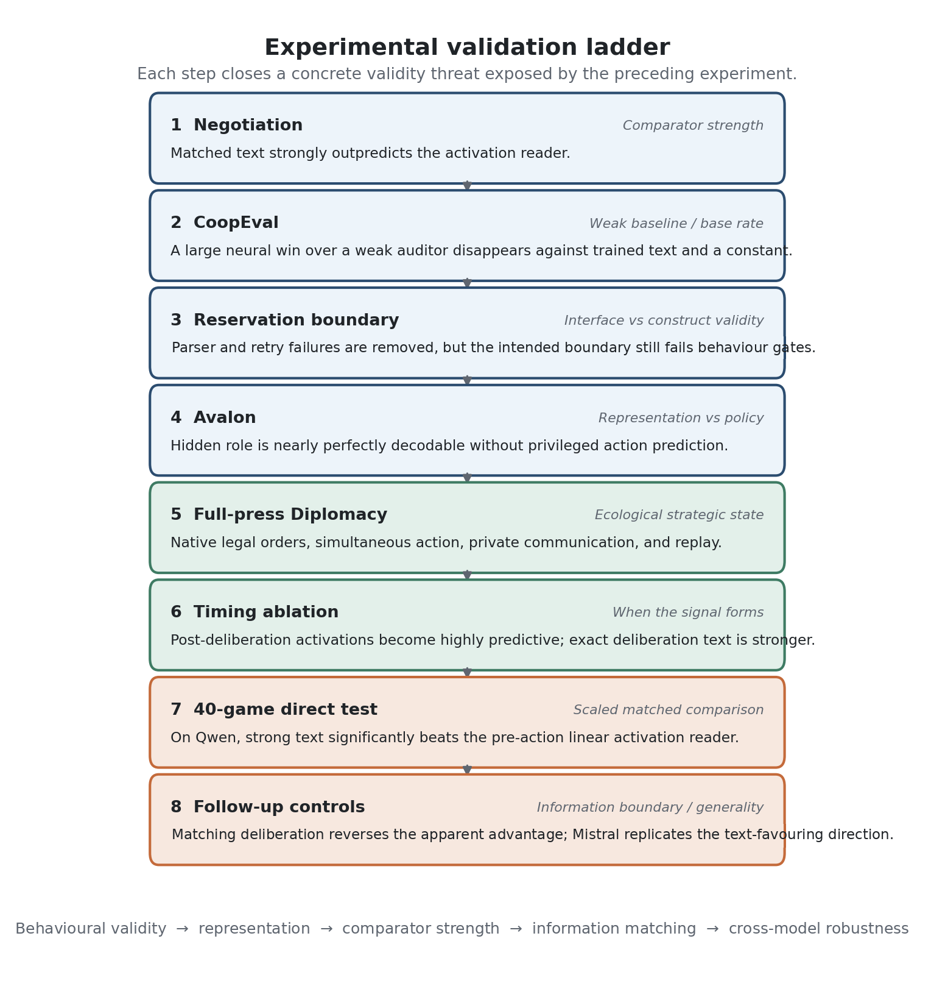 Experimental validation ladder
Each step closes a concrete validity threat exposed by the preceding experiment.
1 Negotiation
Comparator strength
Matched text strongly outpredicts the activation reader.
2 CoopEval
Weak baseline / base rate
A large neural win over a weak auditor disappears against trained text and a constant.
3 Reservation boundary
Interface vs construct validity
Parser and retry failures are removed, but the intended boundary still fails behaviour gates.
4 Avalon
Representation vs policy
Hidden role is nearly perfectly decodable without privileged action prediction.
5 Full-press Diplomacy
Ecological strategic state
Native legal orders, simultaneous action, private communication, and replay.
6 Timing ablation
When the signal forms
Post-deliberation activations become highly predictive; exact deliberation text is stronger.
7 40-game direct test
Scaled matched comparison
On Qwen, strong text significantly beats the pre-action linear activation reader.
8 Follow-up controls
Information boundary / generality
Matching deliberation reverses the apparent advantage; Mistral replicates the text-favouring direction.
Behavioural validity → representation → comparator strength → information matching → cross-model robustness